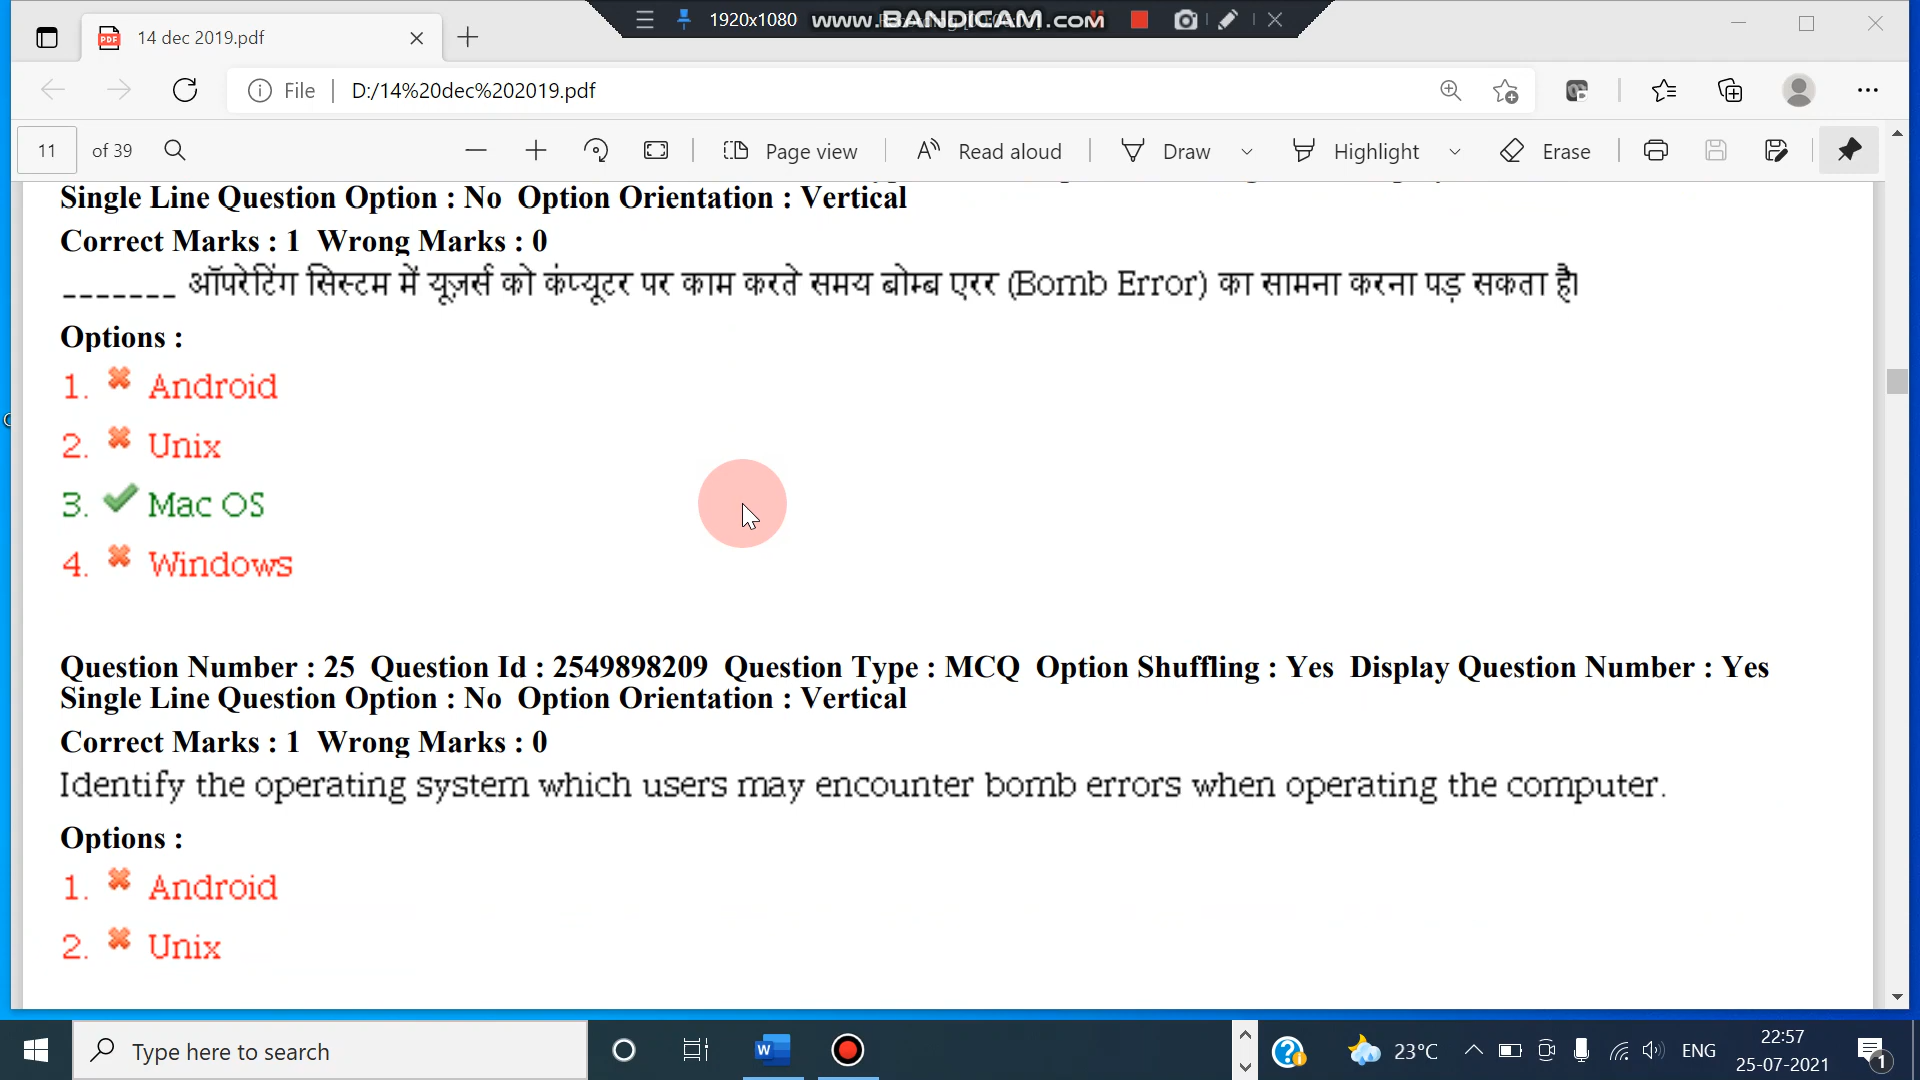 1920x1080 www.BANDICAM.com
14 dec 2019.pdf
File D:/14%20dec%202019.pdf
11 of 39 Page view Read aloud Draw Highlight Erase
Single Line Question Option : No Option Orientation : Vertical
Correct Marks : 1 Wrong Marks : 0
_______ ऑपरेटिंग सिस्टम में यूज़र्स को कंप्यूटर पर काम करते समय बोम्ब एरर (Bomb Error) का सामना करना पड़ सकता है।
Options :
1. Android
2. Unix
3. Mac OS
4. Windows
Question Number : 25 Question Id : 2549898209 Question Type : MCQ Option Shuffling : Yes Display Question Number : Yes
Single Line Question Option : No Option Orientation : Vertical
Correct Marks : 1 Wrong Marks : 0
Identify the operating system which users may encounter bomb errors when operating the computer.
Options :
1. Android
2. Unix
Type here to search
23°C ENG 22:57
25-07-2021 1